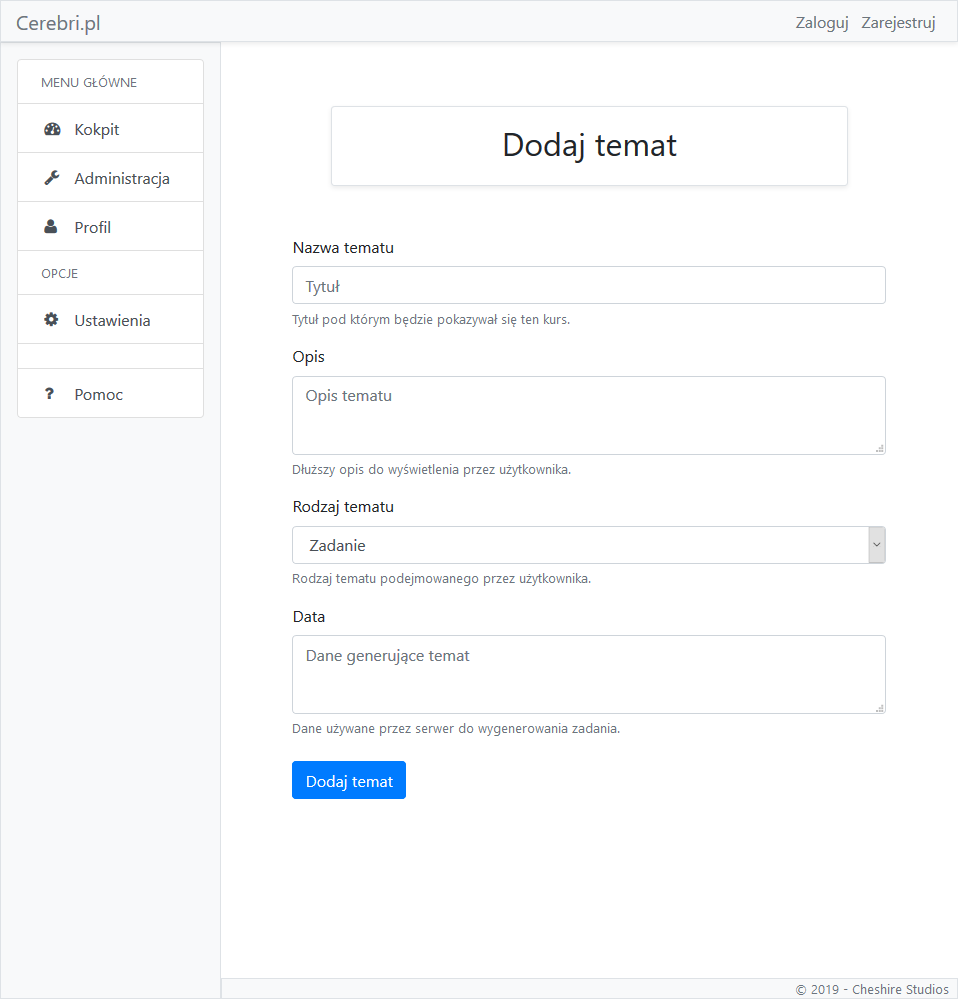 Cerebri.pl
Zaloguj Zarejestruj
MENU GŁÓWNE
Kokpit
Administracja
Profil
OPCJE
Ustawienia
Pomoc
Dodaj temat
Nazwa tematu
Tytuł
Tytuł pod którym będzie pokazywał się ten kurs.
Opis
Opis tematu
Dłuższy opis do wyświetlenia przez użytkownika.
Rodzaj tematu
Zadanie
Rodzaj tematu podejmowanego przez użytkownika.
Data
Dane generujące temat
Dane używane przez serwer do wygenerowania zadania.
Dodaj temat
© 2019 - Cheshire Studios